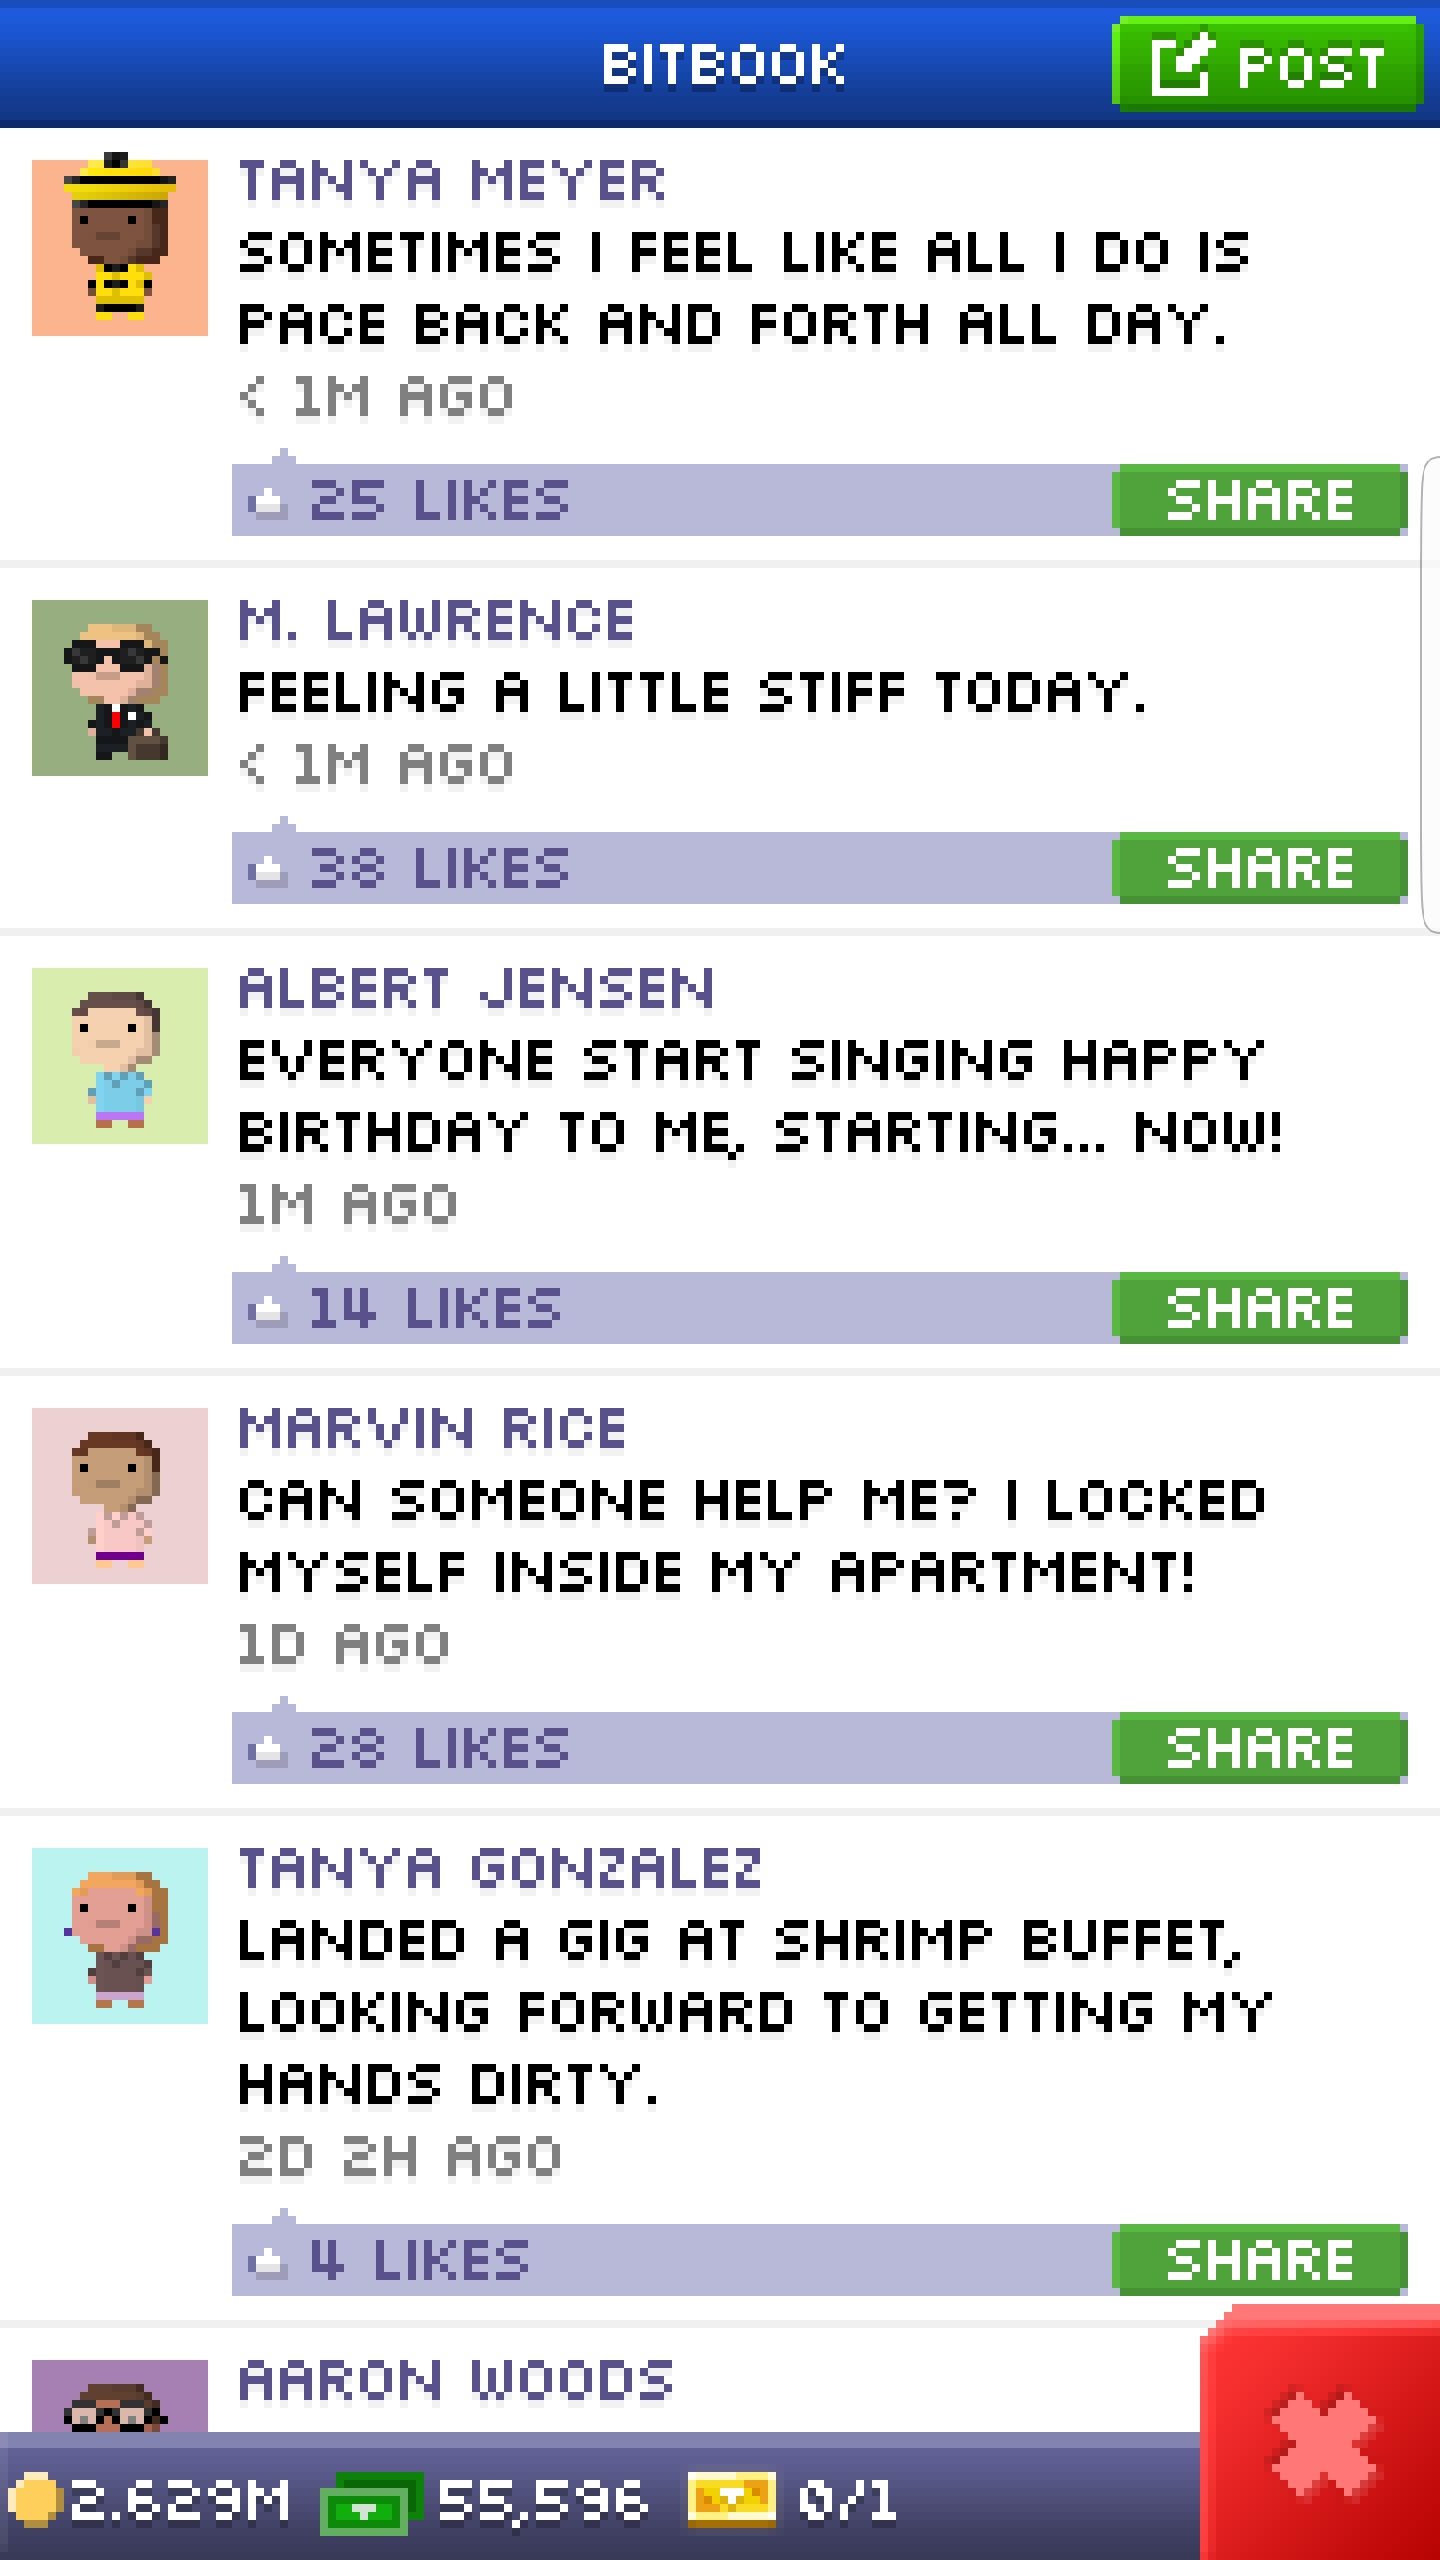 BITBOOK
POST
TANYA MEYER
SOMETIMES I FEEL LIKE ALL I DO IS
PACE BACK AND FORTH ALL DAY.
< 1M AGO
25 LIKES
SHARE
M. LAWRENCE
FEELING A LITTLE STIFF TODAY.
< 1M AGO
38 LIKES
SHARE
ALBERT JENSEN
EVERYONE START SINGING HAPPY
BIRTHDAY TO ME, STARTING... NOW!
1M AGO
14 LIKES
SHARE
MARVIN RICE
CAN SOMEONE HELP ME? I LOCKED
MYSELF INSIDE MY APARTMENT!
1D AGO
28 LIKES
SHARE
TANYA GONZALEZ
LANDED A GIG AT SHRIMP BUFFET,
LOOKING FORWARD TO GETTING MY
HANDS DIRTY.
2D 2H AGO
4 LIKES
SHARE
AARON WOODS
2.629M 55,596 0/1